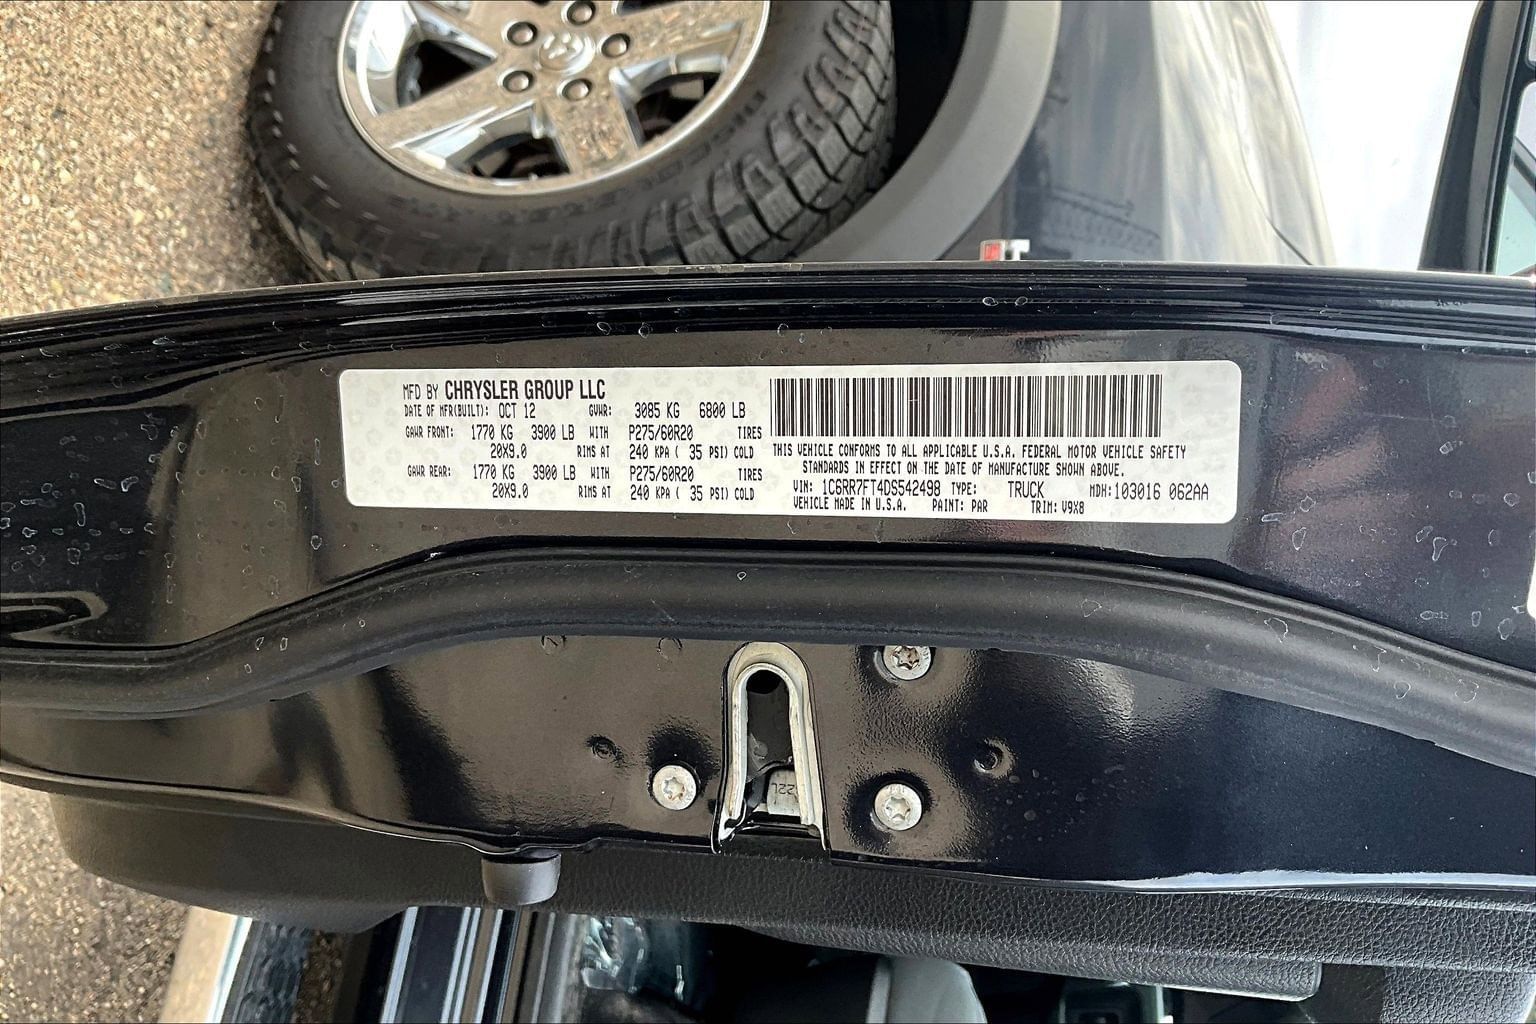 MFD BY CHRYSLER GROUP LLC
DATE OF MFR(BUILT): OCT 12 GVWR: 3085 KG 6800 LB
GAWR FRONT: 1770 KG 3900 LB WITH P275/60R20 TIRES
20X9.0 RIMS AT 240 KPA ( 35 PSI) COLD
GAWR REAR: 1770 KG 3900 LB WITH P275/60R20 TIRES
20X9.0 RIMS AT 240 KPA ( 35 PSI) COLD
THIS VEHICLE CONFORMS TO ALL APPLICABLE U.S.A. FEDERAL MOTOR VEHICLE SAFETY
STANDARDS IN EFFECT ON THE DATE OF MANUFACTURE SHOWN ABOVE.
VIN: 1C6RR7FT4DS542498 TYPE: TRUCK MDH:103016 062AA
VEHICLE MADE IN U.S.A. PAINT: PAR TRIM: V9X8
22L